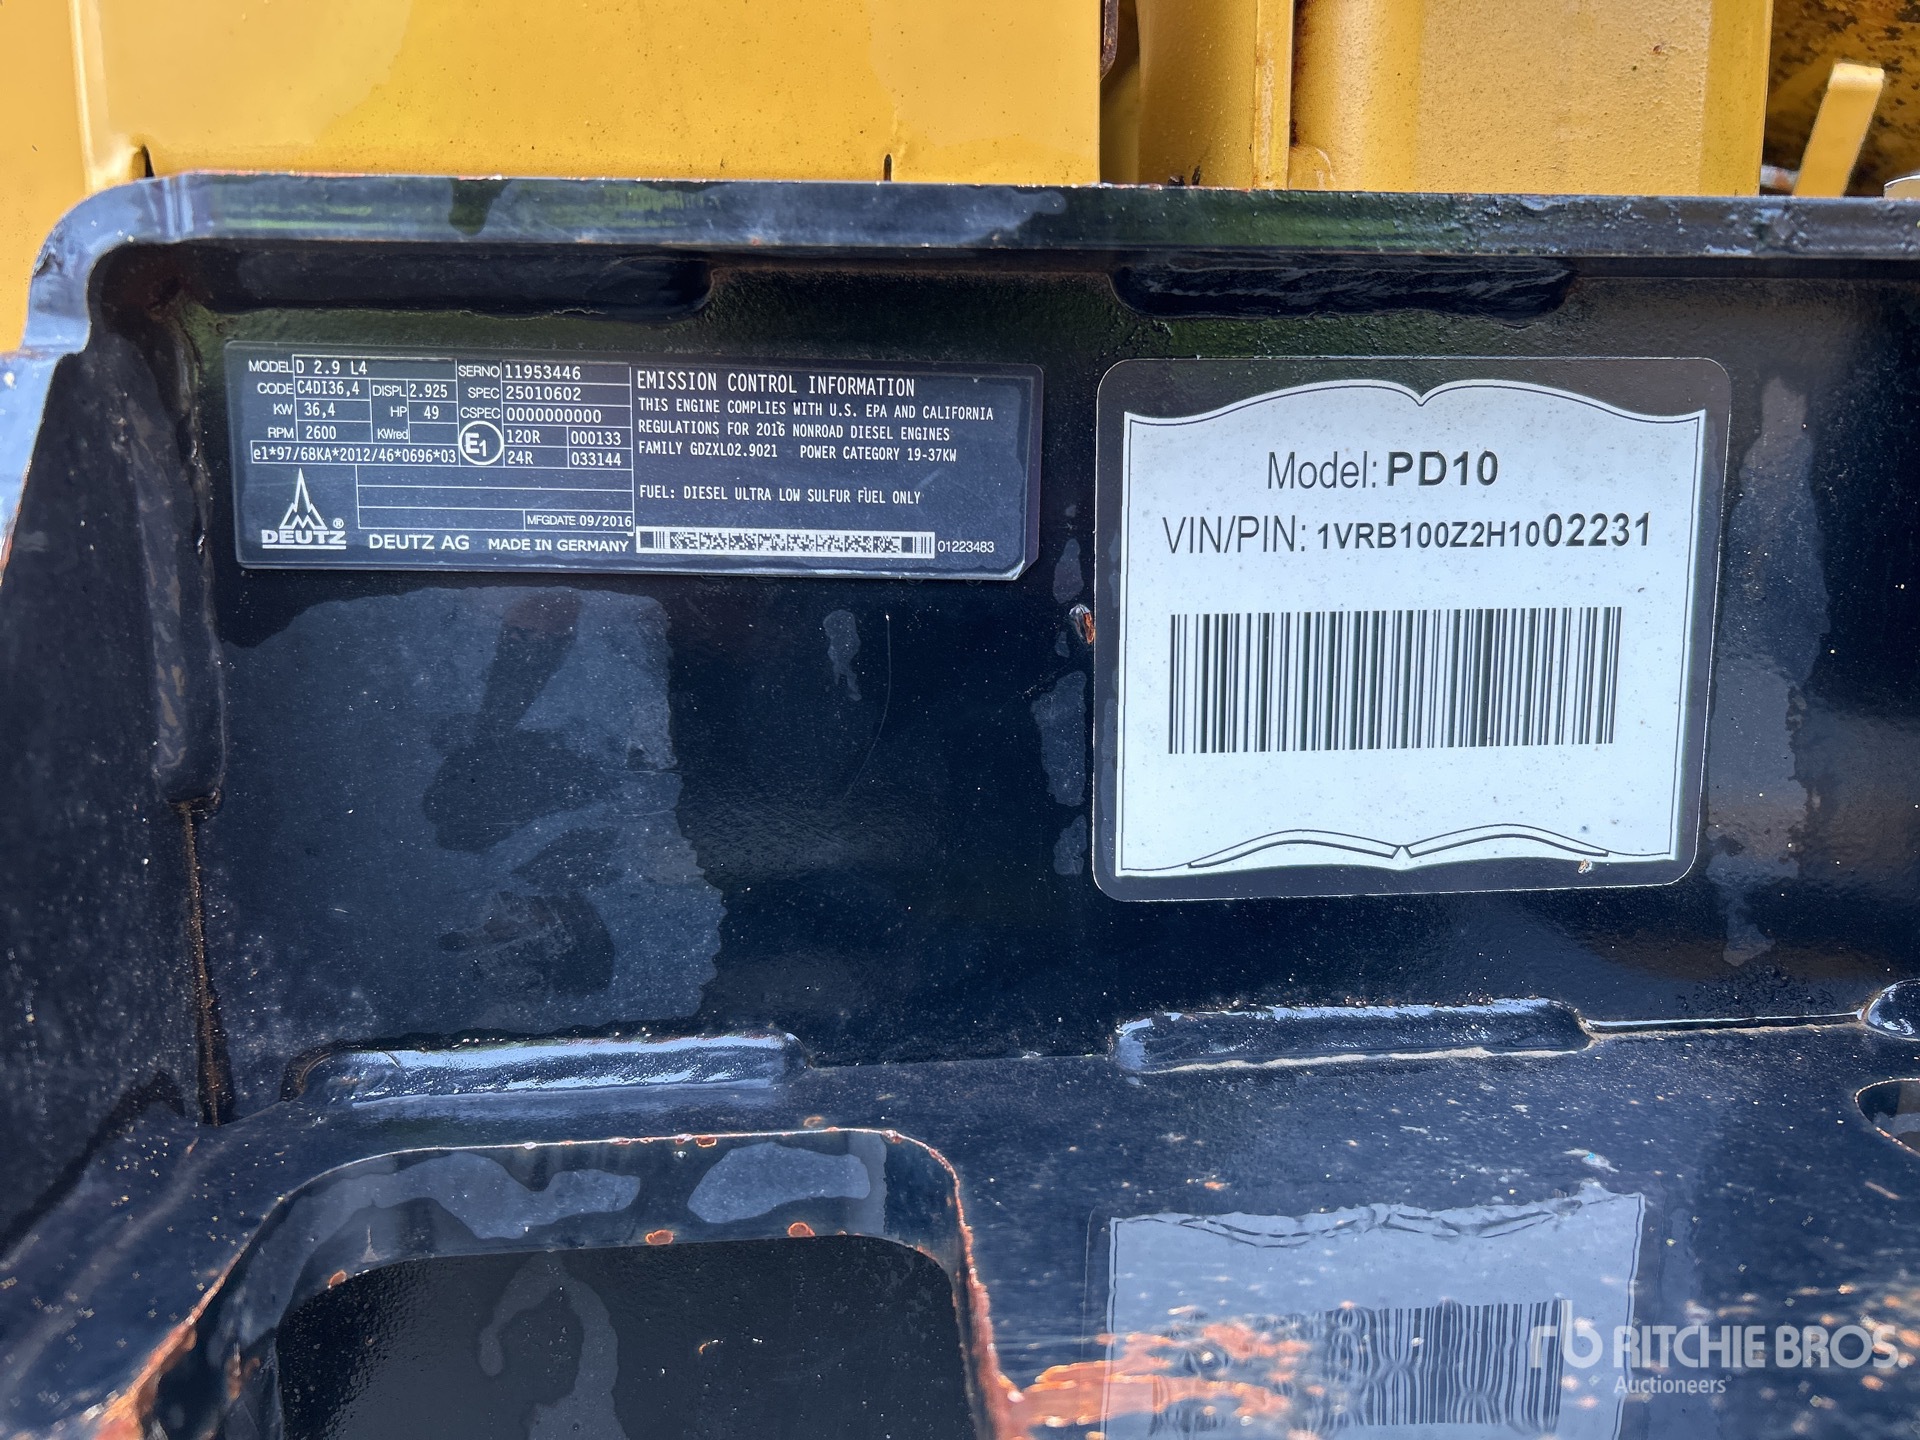 MODEL D 2.9 L4
CODE C4DI36,4 DISPL 2.925
KW 36,4 HP 49
RPM 2600 KWred
e1*97/68KA*2012/46*0696*03
SERNO 11953446
SPEC 25010602
CSPEC 0000000000
E1 120R 000133
24R 033144
MFGDATE 09/2016
DEUTZ® DEUTZ AG MADE IN GERMANY
EMISSION CONTROL INFORMATION
THIS ENGINE COMPLIES WITH U.S. EPA AND CALIFORNIA
REGULATIONS FOR 2016 NONROAD DIESEL ENGINES
FAMILY GDZXL02.9021 POWER CATEGORY 19-37KW
FUEL: DIESEL ULTRA LOW SULFUR FUEL ONLY
01223483
Model: PD10
VIN/PIN: 1VRB100Z2H1002231
rb RITCHIE BROS.
Auctioneers